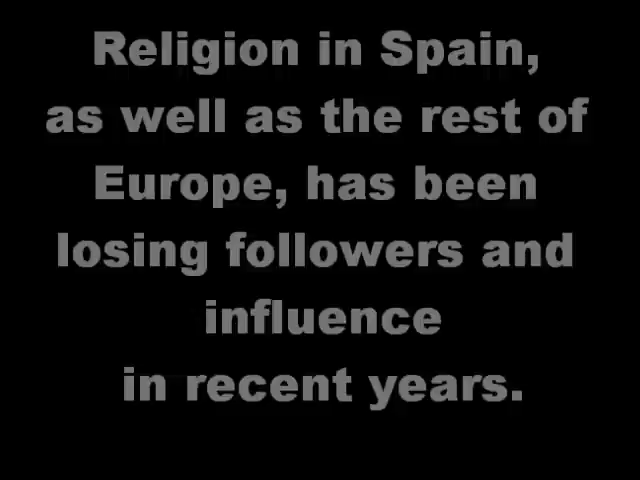 Religion in Spain,
as well as the rest of
Europe, has been
losing followers and
influence
in recent years.